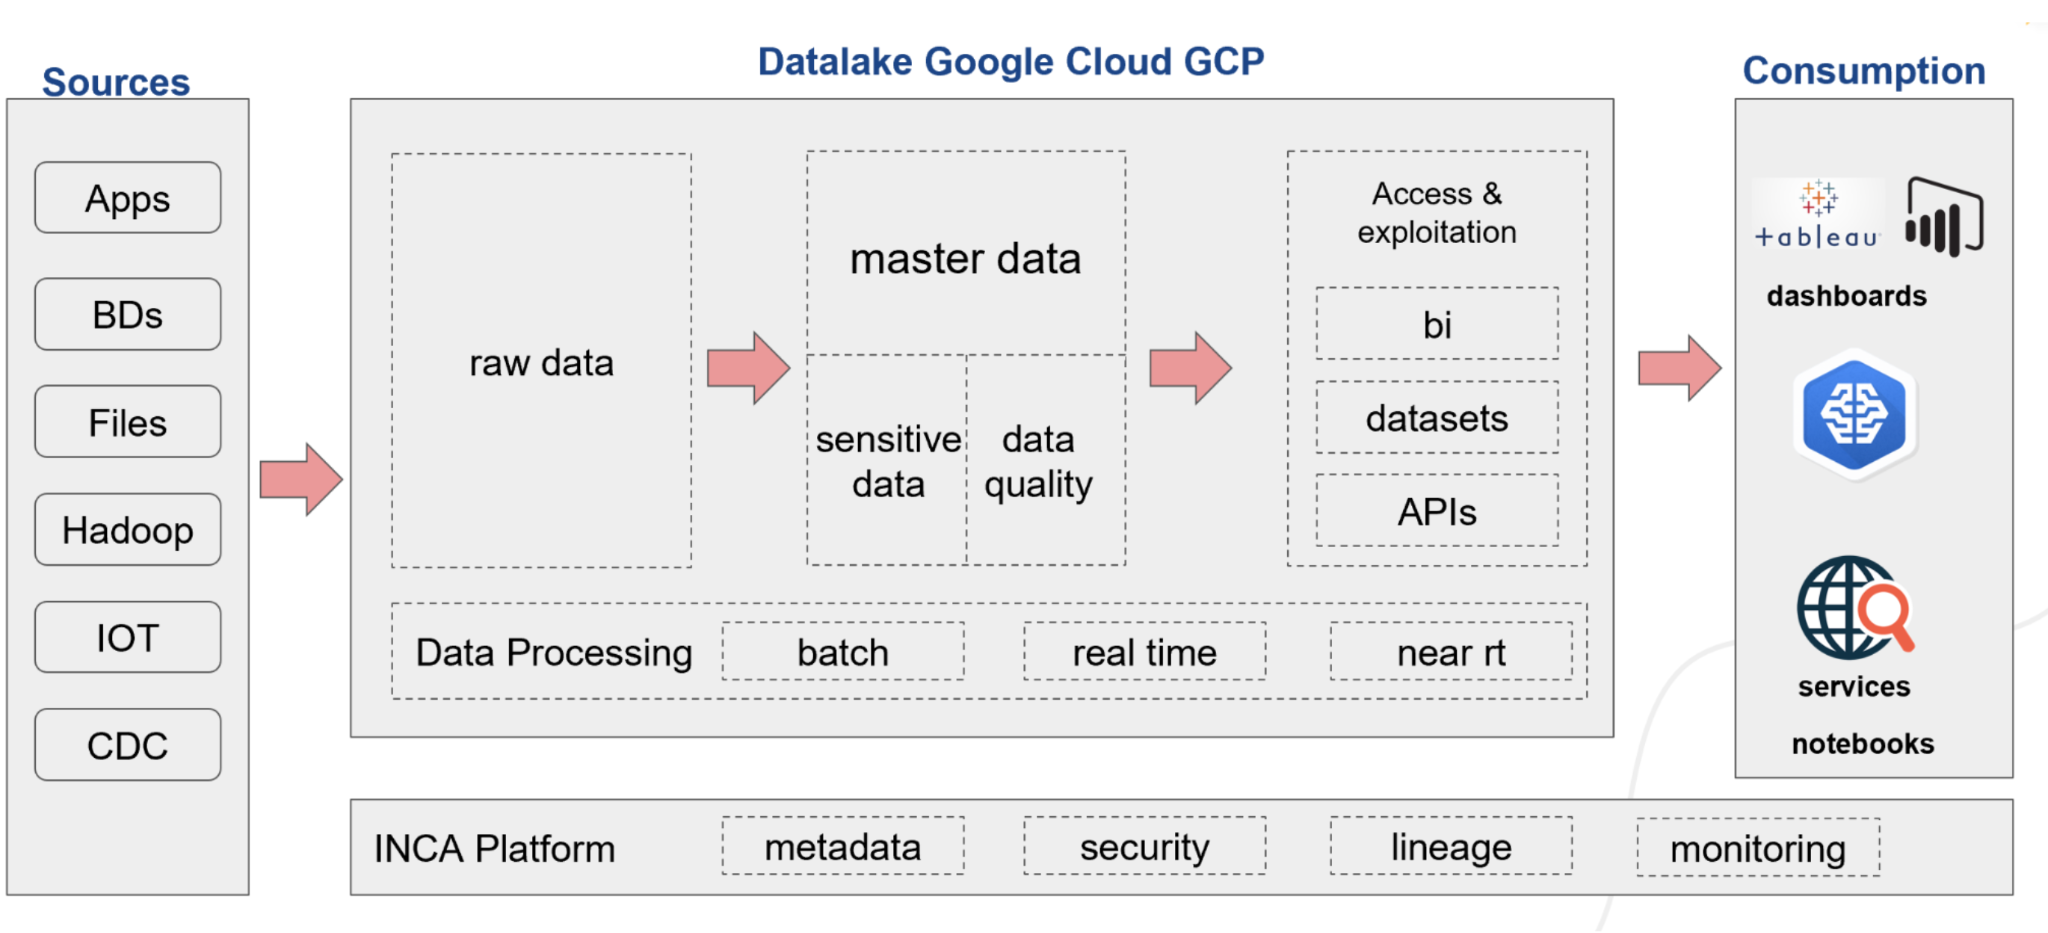 Sources
Apps
BDs
Files
Hadoop
IOT
CDC
Datalake Google Cloud GCP
raw data
master data
sensitive
data
data
quality
Access &
exploitation
bi
datasets
APIs
Data Processing
batch
real time
near rt
Consumption
+ableau
dashboards
services
notebooks
INCA Platform
metadata
security
lineage
monitoring